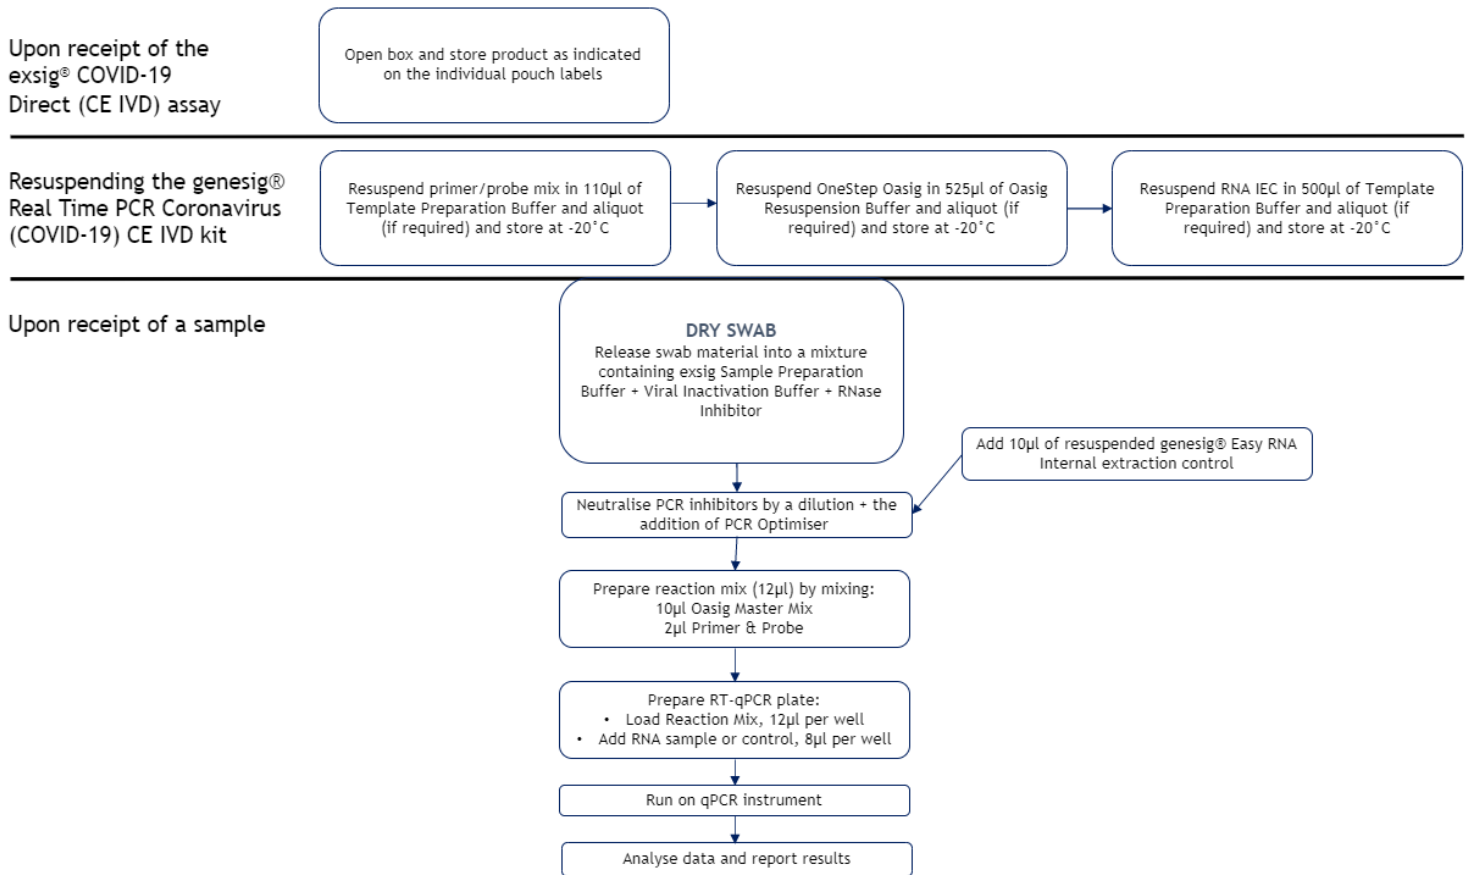 Upon receipt of the
exsig® COVID-19
Direct (CE IVD) assay
Open box and store product as indicated
on the individual pouch labels
Resuspending the genesig®
Real Time PCR Coronavirus
(COVID-19) CE IVD kit
Resuspend primer/probe mix in 110µl of
Template Preparation Buffer and aliquot
(if required) and store at -20˚C
Resuspend OneStep Oasig in 525µl of Oasig
Resuspension Buffer and aliquot (if
required) and store at -20˚C
Resuspend RNA IEC in 500µl of Template
Preparation Buffer and aliquot (if
required) and store at -20˚C
Upon receipt of a sample
DRY SWAB
Release swab material into a mixture
containing exsig Sample Preparation
Buffer + Viral Inactivation Buffer + RNase
Inhibitor
Add 10µl of resuspended genesig® Easy RNA
Internal extraction control
Neutralise PCR inhibitors by a dilution + the
addition of PCR Optimiser
Prepare reaction mix (12µl) by mixing:
10µl Oasig Master Mix
2µl Primer & Probe
Prepare RT-qPCR plate:
• Load Reaction Mix, 12µl per well
• Add RNA sample or control, 8µl per well
Run on qPCR instrument
Analyse data and report results